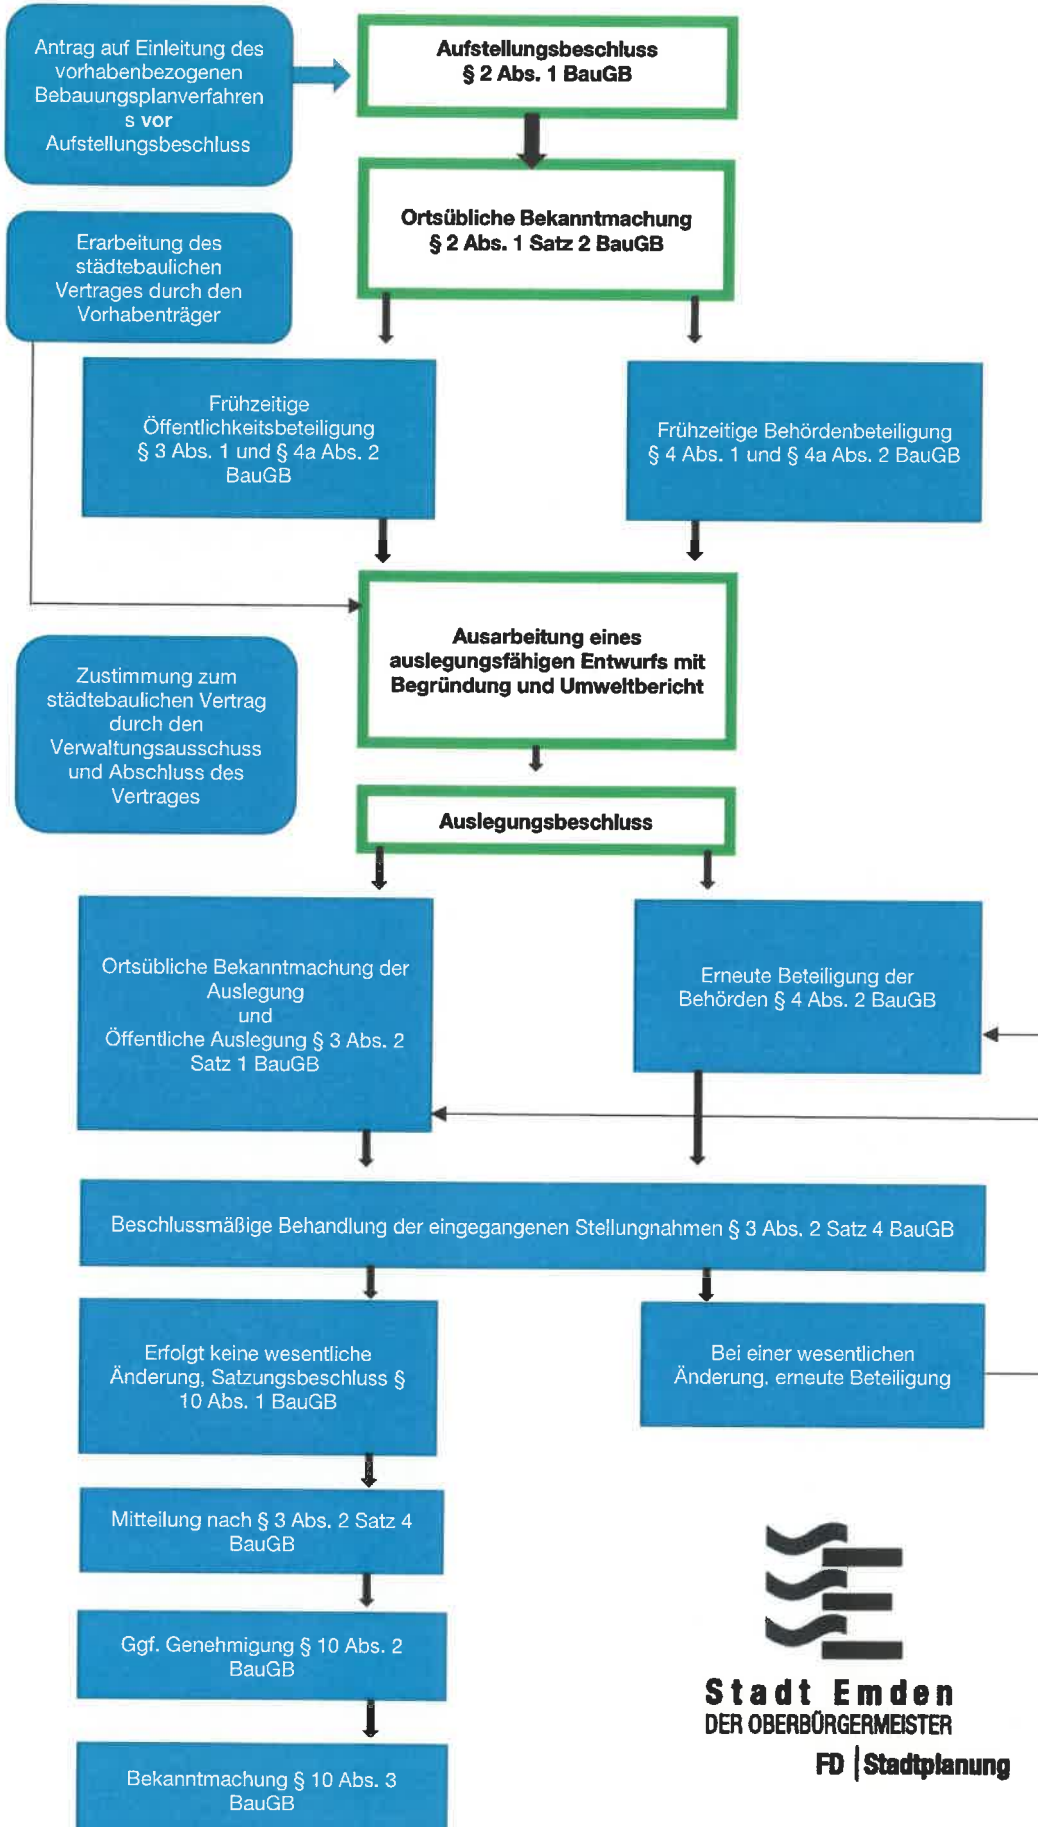 Antrag auf Einleitung des
vorhabenbezogenen
Bebauungsplanverfahren
s vor
Aufstellungsbeschluss
Aufstellungsbeschluss
§ 2 Abs. 1 BauGB
Ortsübliche Bekanntmachung
§ 2 Abs. 1 Satz 2 BauGB
Erarbeitung des
städtebaulichen
Vertrages durch den
Vorhabenträger
Frühzeitige
Öffentlichkeitsbeteiligung
§ 3 Abs. 1 und § 4a Abs. 2
BauGB
Frühzeitige Behördenbeteiligung
§ 4 Abs. 1 und § 4a Abs. 2 BauGB
Ausarbeitung eines
auslegungsfähigen Entwurfs mit
Begründung und Umweltbericht
Zustimmung zum
städtebaulichen Vertrag
durch den
Verwaltungsausschuss
und Abschluss des
Vertrages
Auslegungsbeschluss
Ortsübliche Bekanntmachung der
Auslegung
und
Öffentliche Auslegung § 3 Abs. 2
Satz 1 BauGB
Erneute Beteiligung der
Behörden § 4 Abs. 2 BauGB
Beschlussmäßige Behandlung der eingegangenen Stellungnahmen § 3 Abs. 2 Satz 4 BauGB
Erfolgt keine wesentliche
Änderung, Satzungsbeschluss §
10 Abs. 1 BauGB
Bei einer wesentlichen
Änderung, erneute Beteiligung
Mitteilung nach § 3 Abs. 2 Satz 4
BauGB
Ggf. Genehmigung § 10 Abs. 2
BauGB
Bekanntmachung § 10 Abs. 3
BauGB
Stadt Emden
DER OBERBÜRGERMEISTER
FD | Stadtplanung